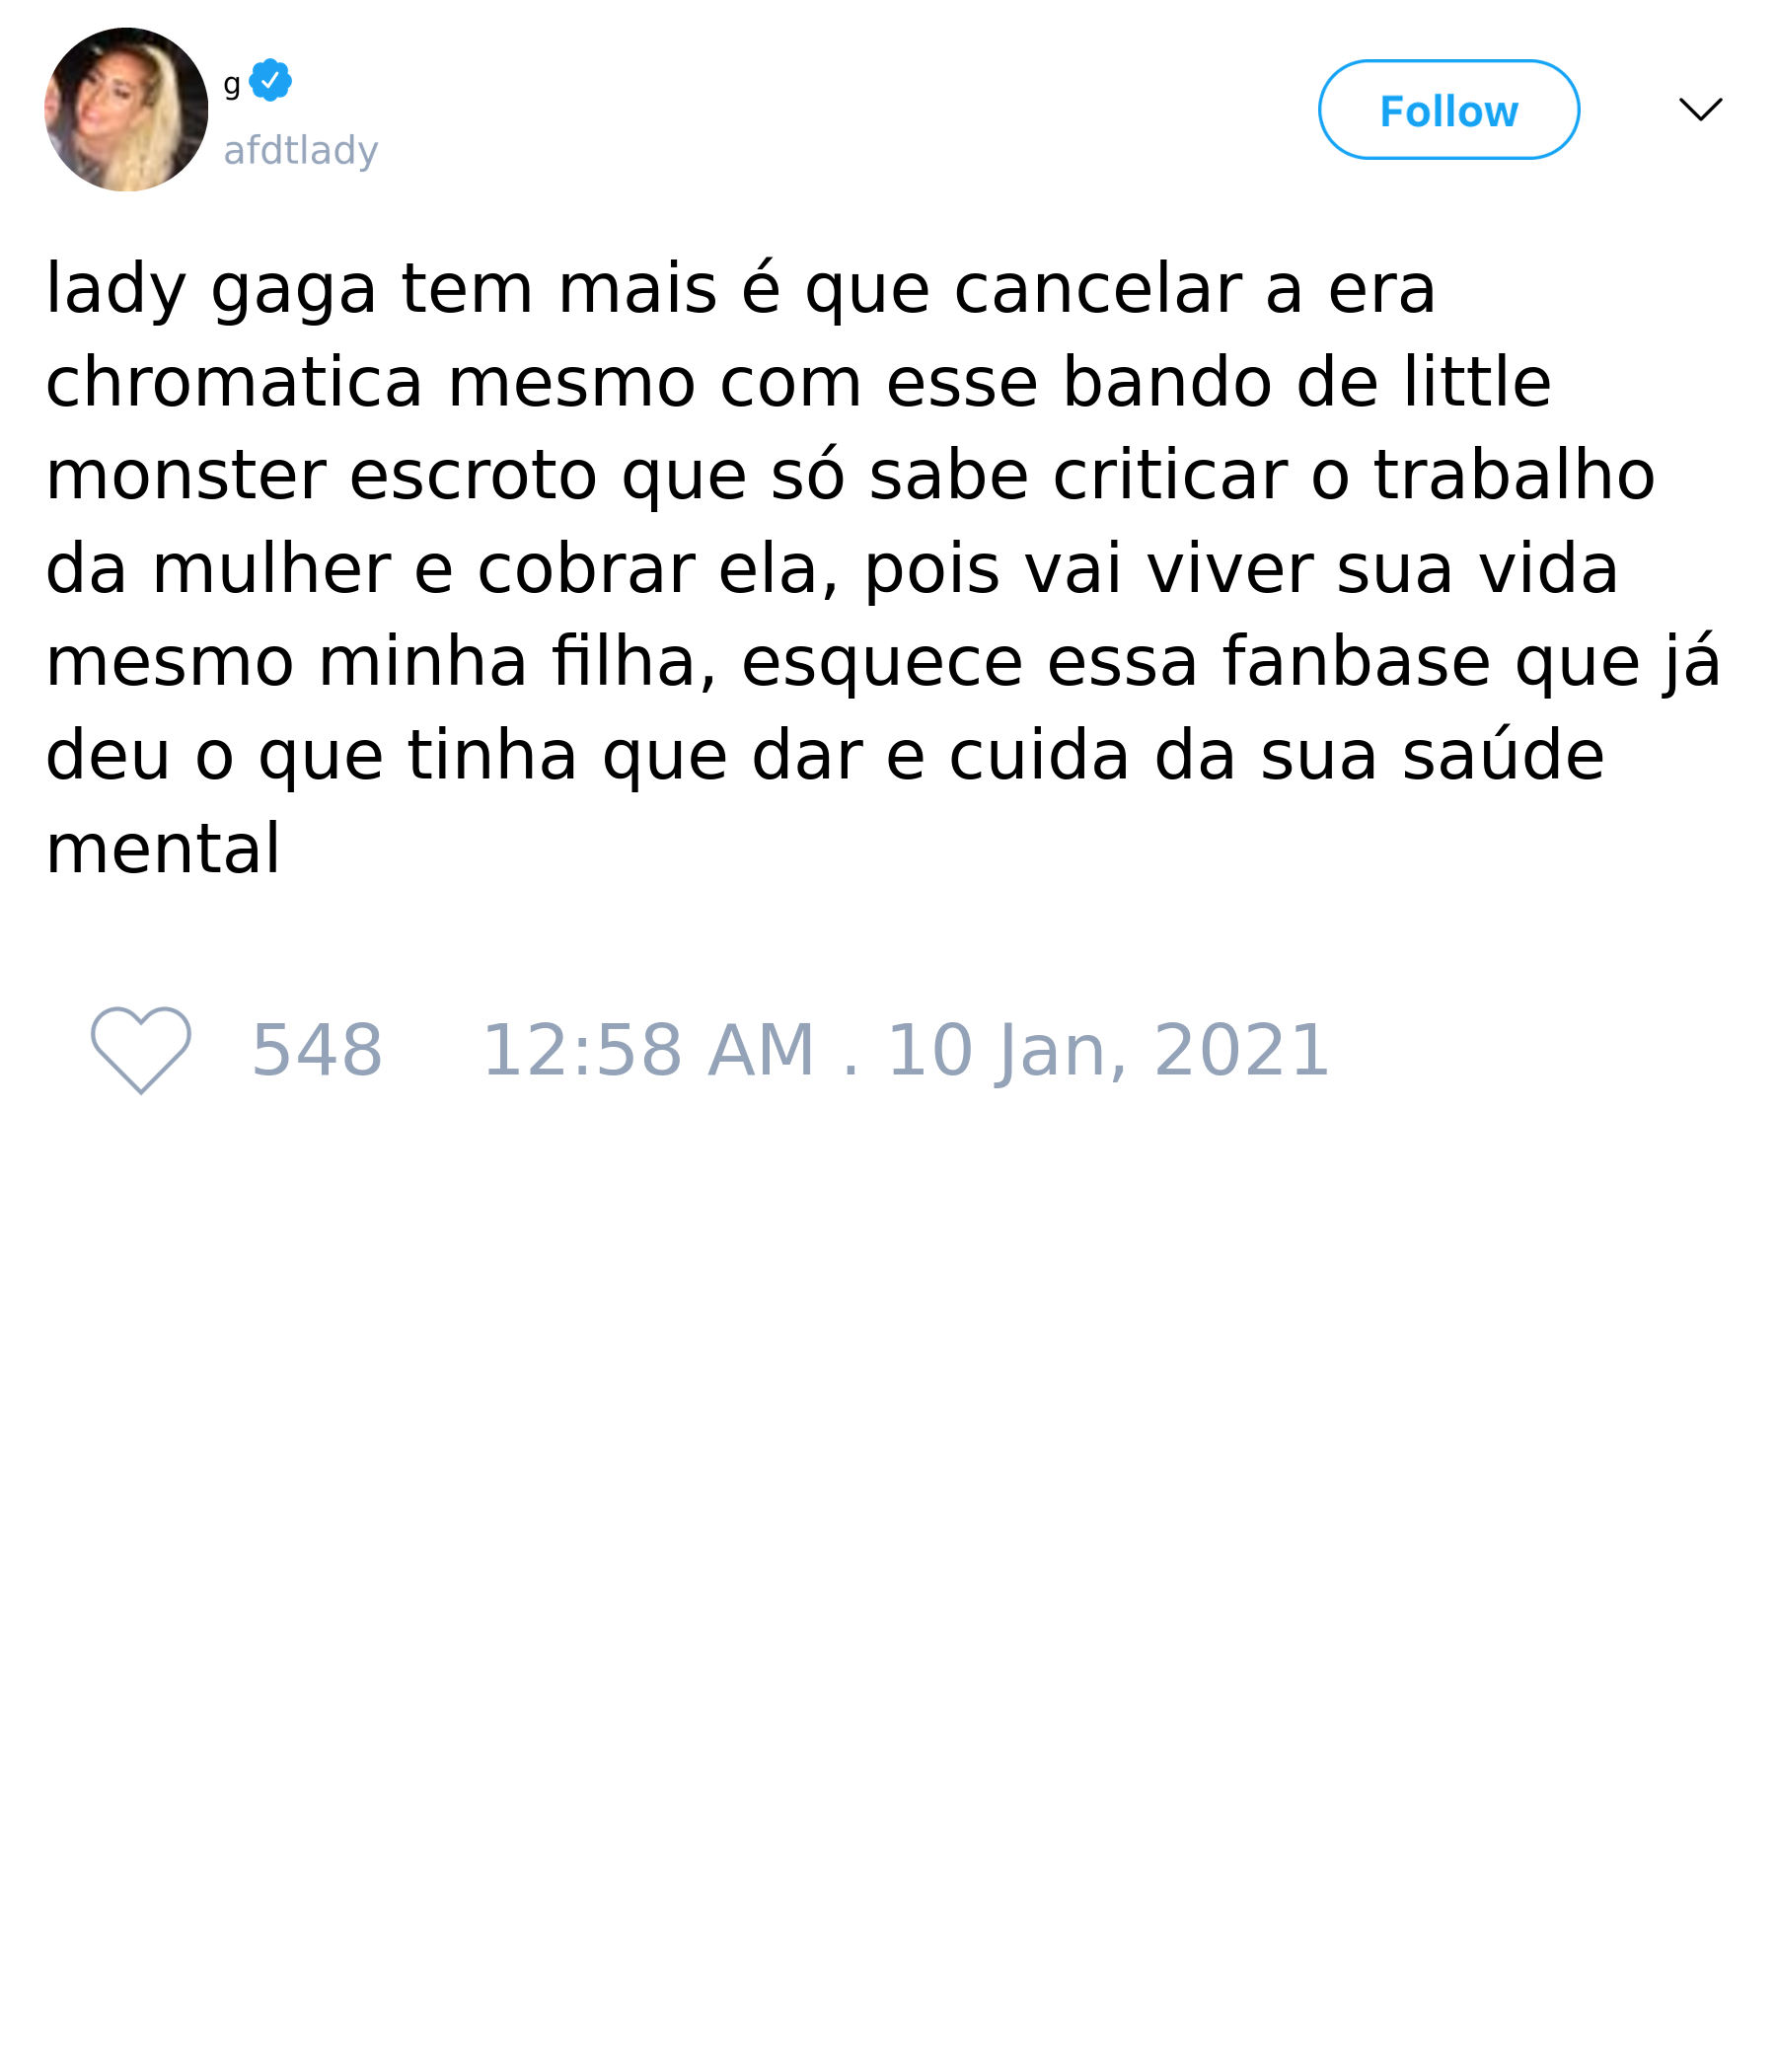 g
afdtlady
Follow
lady gaga tem mais é que cancelar a era
chromatica mesmo com esse bando de little
monster escroto que só sabe criticar o trabalho
da mulher e cobrar ela, pois vai viver sua vida
mesmo minha filha, esquece essa fanbase que já
deu o que tinha que dar e cuida da sua saúde
mental
548 12:58 AM . 10 Jan, 2021